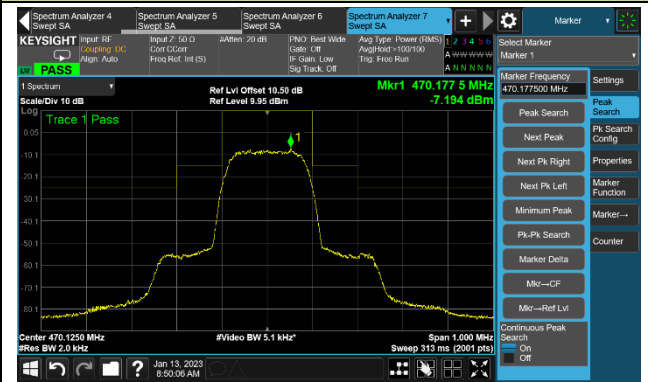 Spectrum Analyzer 4
Swept SA
Spectrum Analyzer 5
Swept SA
Spectrum Analyzer 6
Swept SA
Spectrum Analyzer 7
Swept SA
Marker
KEYSIGHT
Input: RF
Coupling: DC
Align: Auto
Input Z: 50 Ω
Corr CCorr
Freq Ref: Int (S)
#Atten: 20 dB
PNO: Best Wide
Gate: Off
IF Gain: Low
Sig Track: Off
Avg Type: Power (RMS)
Avg|Hold:>100/100
Trig: Free Run
1 2 3 4 5 6
A W W W W W
A N N N N N
PASS
Select Marker
Marker 1
1 Spectrum
Scale/Div 10 dB
Ref Lvl Offset 10.50 dB
Ref Level 9.95 dBm
Mkr1 470.177 5 MHz
-7.194 dBm
Log
Trace 1 Pass
1
0.05
-10.1
-20.1
-30.1
-40.1
-50.1
-60.1
-70.1
-80.1
Center 470.1250 MHz
#Res BW 2.0 kHz
#Video BW 5.1 kHz*
Span 1.000 MHz
Sweep 313 ms (2001 pts)
Marker Frequency
470.177500 MHz
Peak Search
Next Peak
Next Pk Right
Next Pk Left
Minimum Peak
Pk-Pk Search
Marker Delta
Mkr→CF
Mkr→Ref Lvl
Continuous Peak
Search
On
Off
Settings
Peak
Search
Pk Search
Config
Properties
Marker
Function
Marker→
Counter
?
Jan 13, 2023
8:50:06 AM